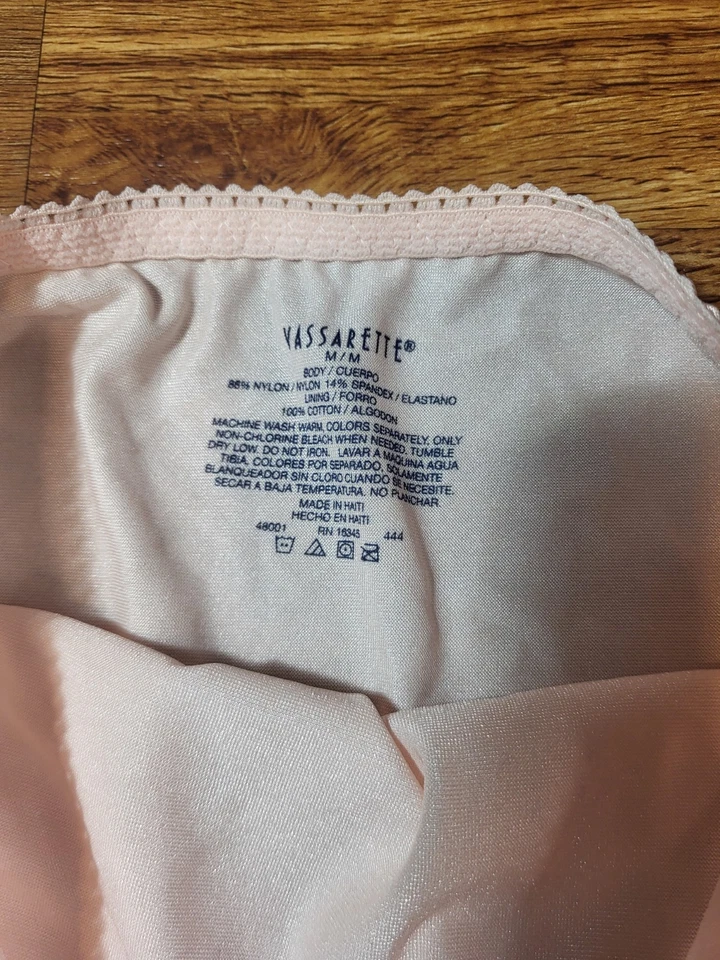 VASSARETTE®
M/M
BODY / CUERPO
86% NYLON / NYLON 14% SPANDEX / ELASTANO
LINING / FORRO
100% COTTON / ALGODON
MACHINE WASH WARM, COLORS SEPARATELY, ONLY
NON-CHLORINE BLEACH WHEN NEEDED. TUMBLE
DRY LOW. DO NOT IRON. LAVAR A MAQUINA AGUA
TIBIA, COLORES POR SEPARADO, SOLAMENTE
BLANQUEADOR SIN CLORO CUANDO SE NECESITE.
SECAR A BAJA TEMPERATURA. NO PLANCHAR
MADE IN HAITI
HECHO EN HAITI
48001 RN 16345 444